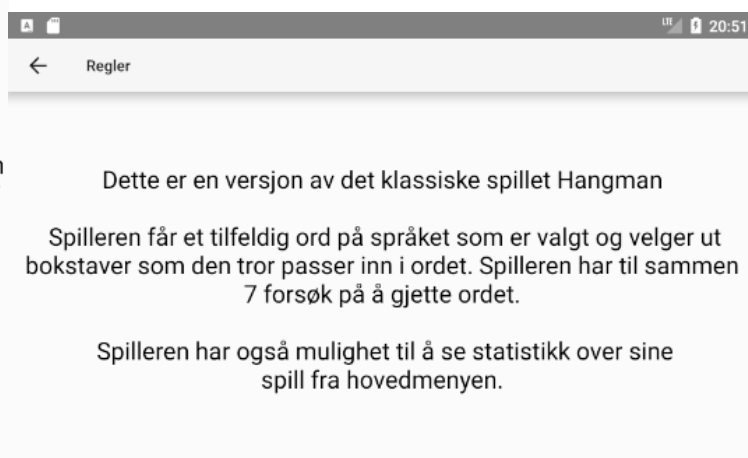 LTE 20:51
Regler
Dette er en versjon av det klassiske spillet Hangman
Spilleren får et tilfeldig ord på språket som er valgt og velger ut
bokstaver som den tror passer inn i ordet. Spilleren har til sammen
7 forsøk på å gjette ordet.
Spilleren har også mulighet til å se statistikk over sine
spill fra hovedmenyen.